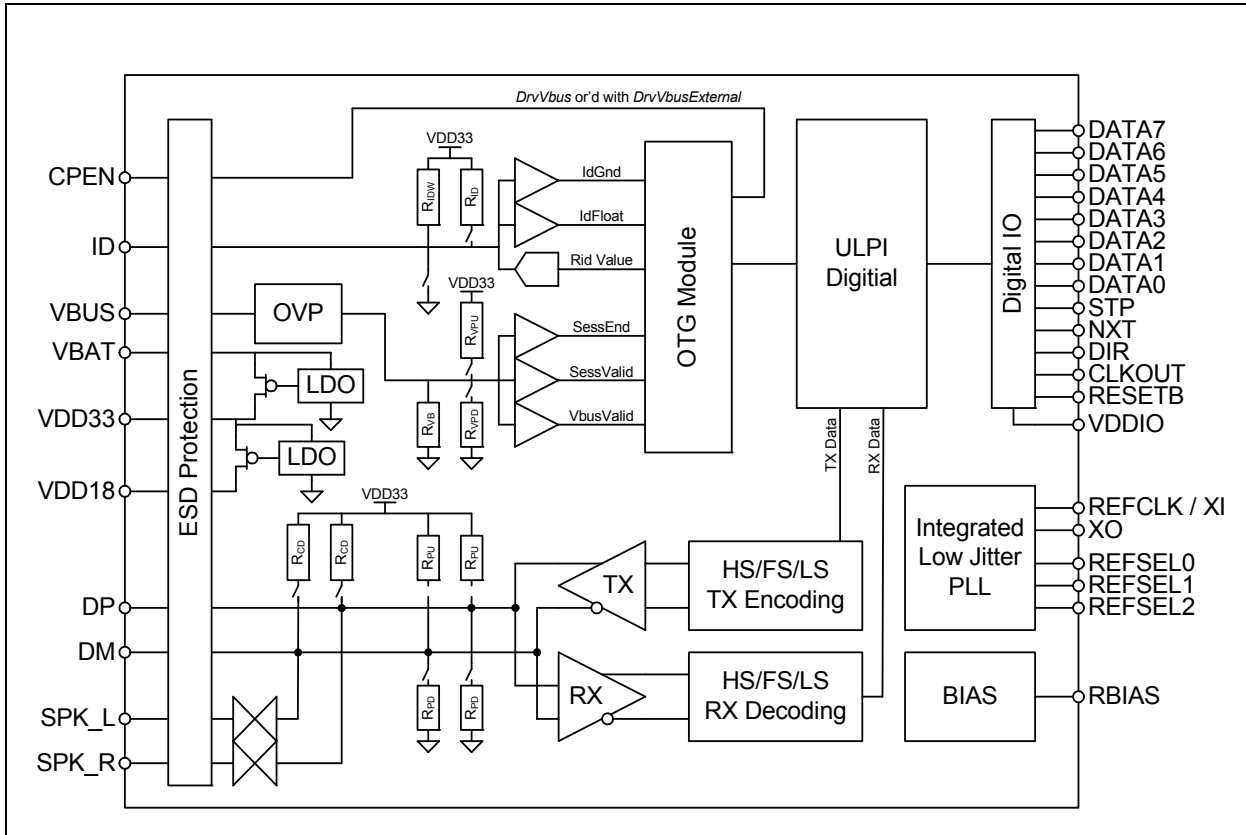 DrvVbus or'd with DrvVbusExternal
CPEN
ID
VBUS
VBAT
VDD33
VDD18
DP
DM
SPK_L
SPK_R
ESD Protection
OVP
LDO
LDO
VDD33
RIDW
RID
VDD33
RVPU
RVB
RVPD
IdGnd
IdFloat
Rid Value
SessEnd
SessValid
VbusValid
OTG Module
ULPI
Digitial
TX Data
RX Data
Digital IO
DATA7
DATA6
DATA5
DATA4
DATA3
DATA2
DATA1
DATA0
STP
NXT
DIR
CLKOUT
RESETB
VDDIO
VDD33
RCD
RCD
RPU
RPU
RPD
RPD
TX
HS/FS/LS
TX Encoding
RX
HS/FS/LS
RX Decoding
Integrated
Low Jitter
PLL
REFCLK / XI
XO
REFSEL0
REFSEL1
REFSEL2
BIAS
RBIAS